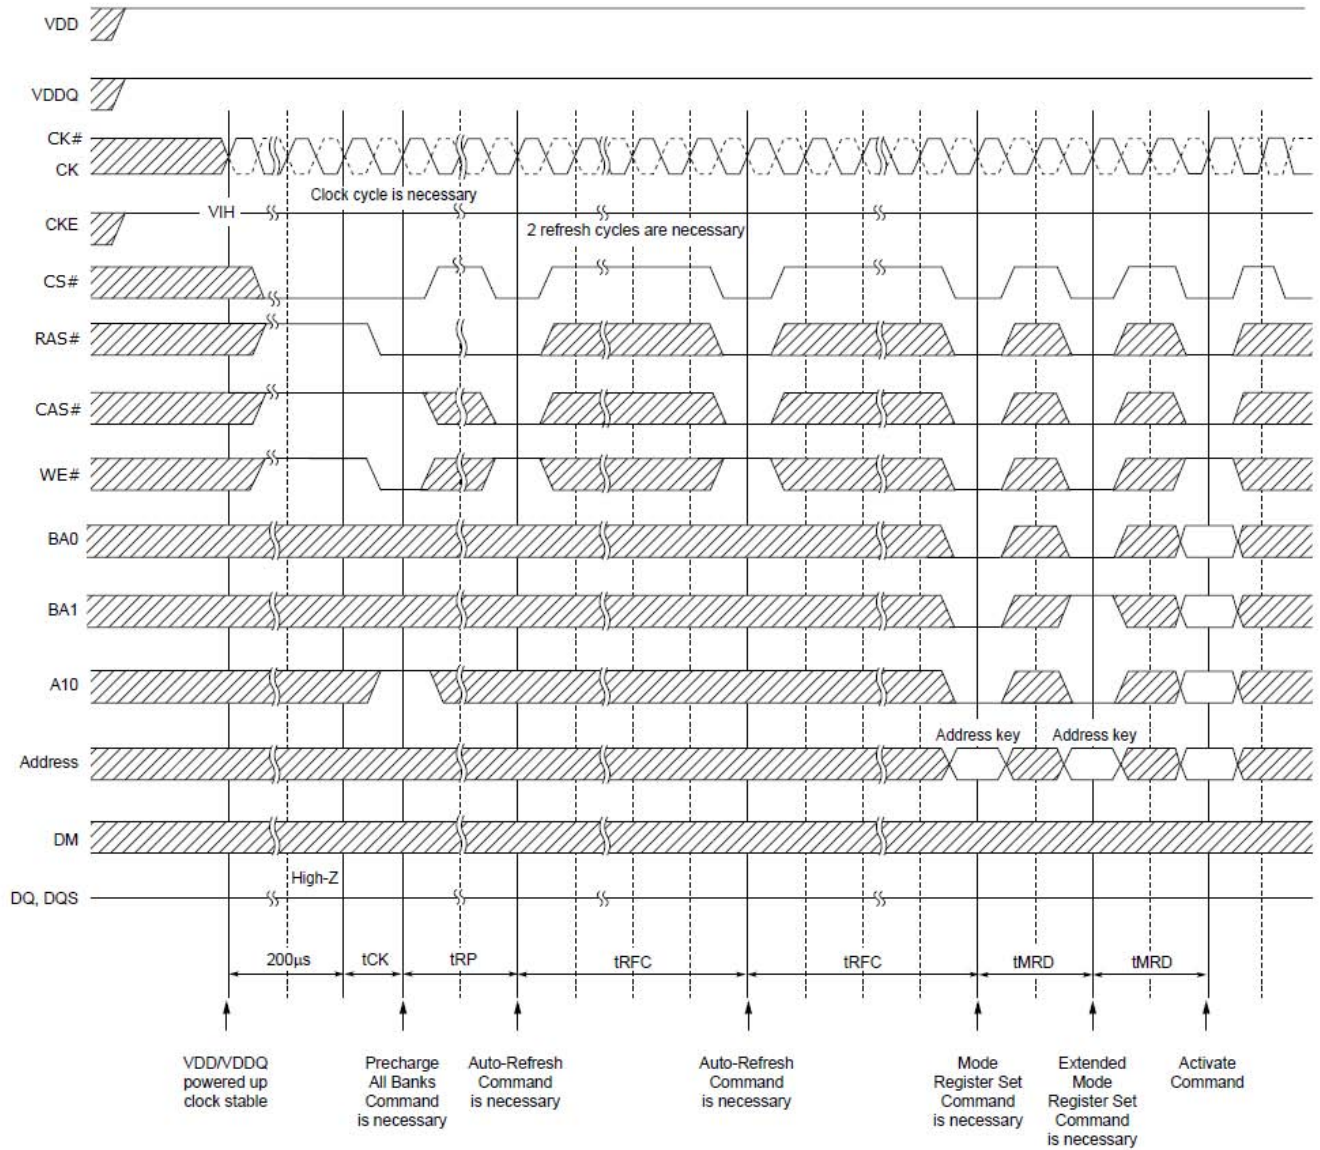 VDD
VDDQ
CK#
CK
Clock cycle is necessary
VIH
CKE
2 refresh cycles are necessary
CS#
RAS#
CAS#
WE#
BA0
BA1
A10
Address key
Address key
Address
DM
High-Z
DQ, DQS
200μs
tCK
tRP
tRFC
tRFC
tMRD
tMRD
VDD/VDDQ
powered up
clock stable
Precharge
All Banks
Command
is necessary
Auto-Refresh
Command
is necessary
Auto-Refresh
Command
is necessary
Mode
Register Set
Command
is necessary
Extended
Mode
Register Set
Command
is necessary
Activate
Command